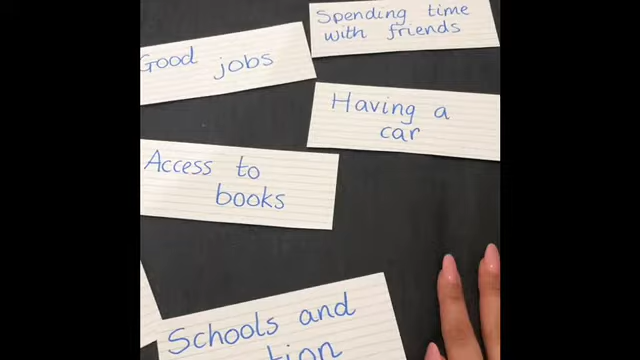 Spending time
with friends
Good jobs
Having a
car
Access to
books
Schools and